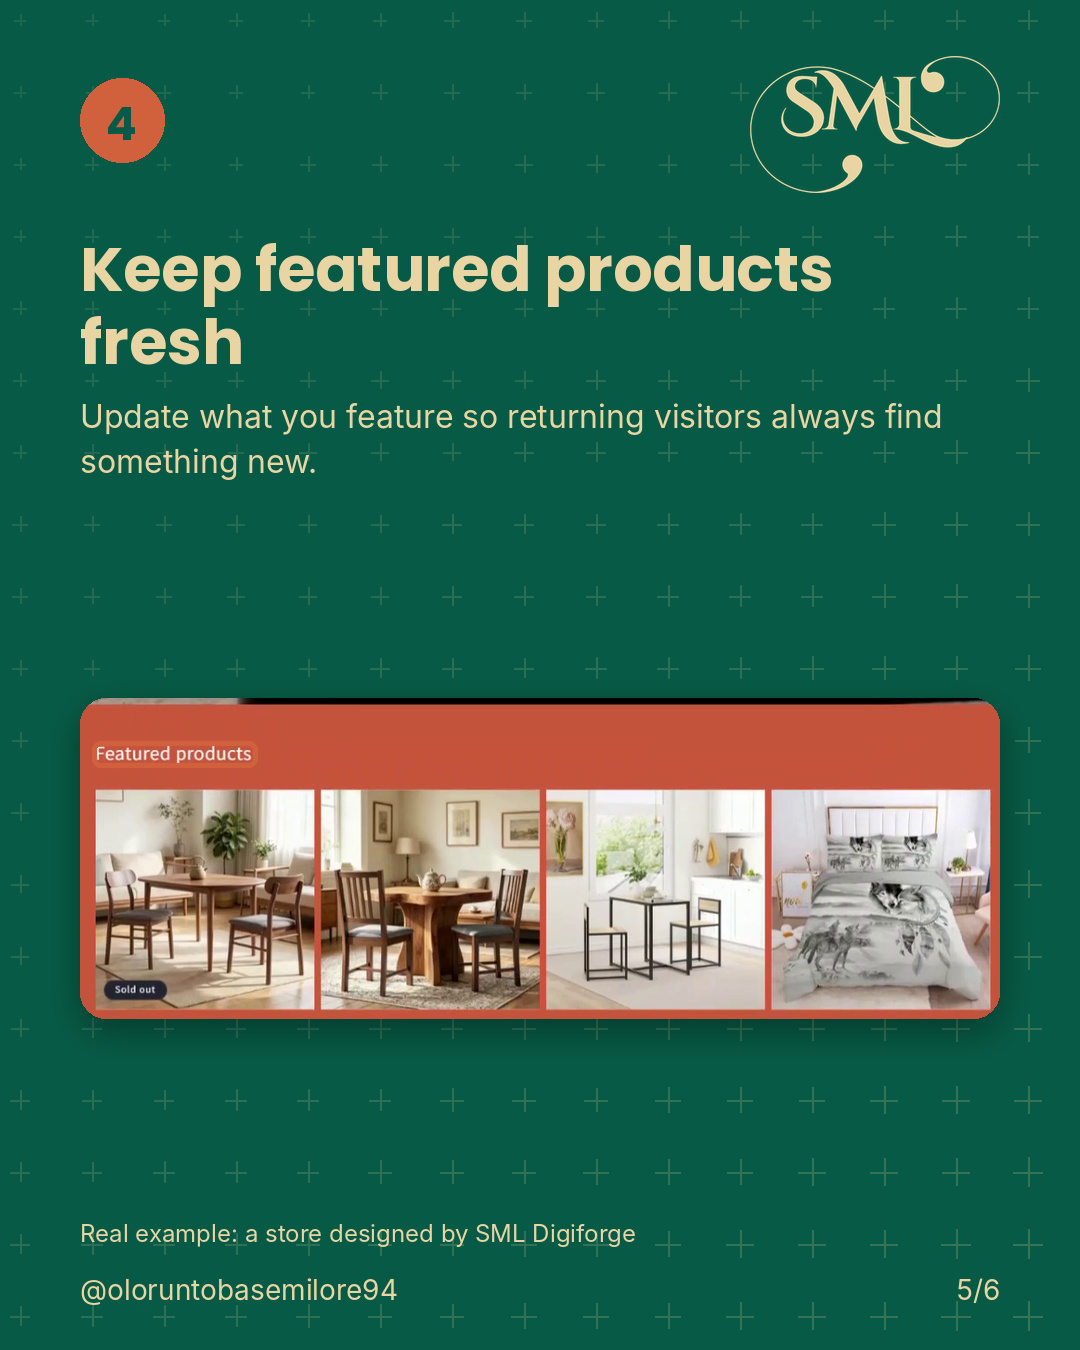 4
SML
Keep featured products
fresh
Update what you feature so returning visitors always find
something new.
Featured products
Sold out
Real example: a store designed by SML Digiforge
@oloruntobasemilore94
5/6